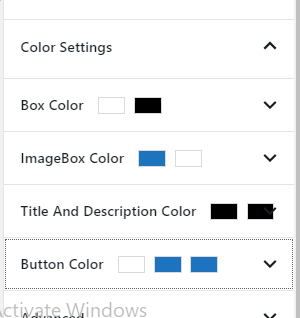 Color Settings
Box Color
ImageBox Color
Title And Description Color
Button Color
Activate Windows
Advanced